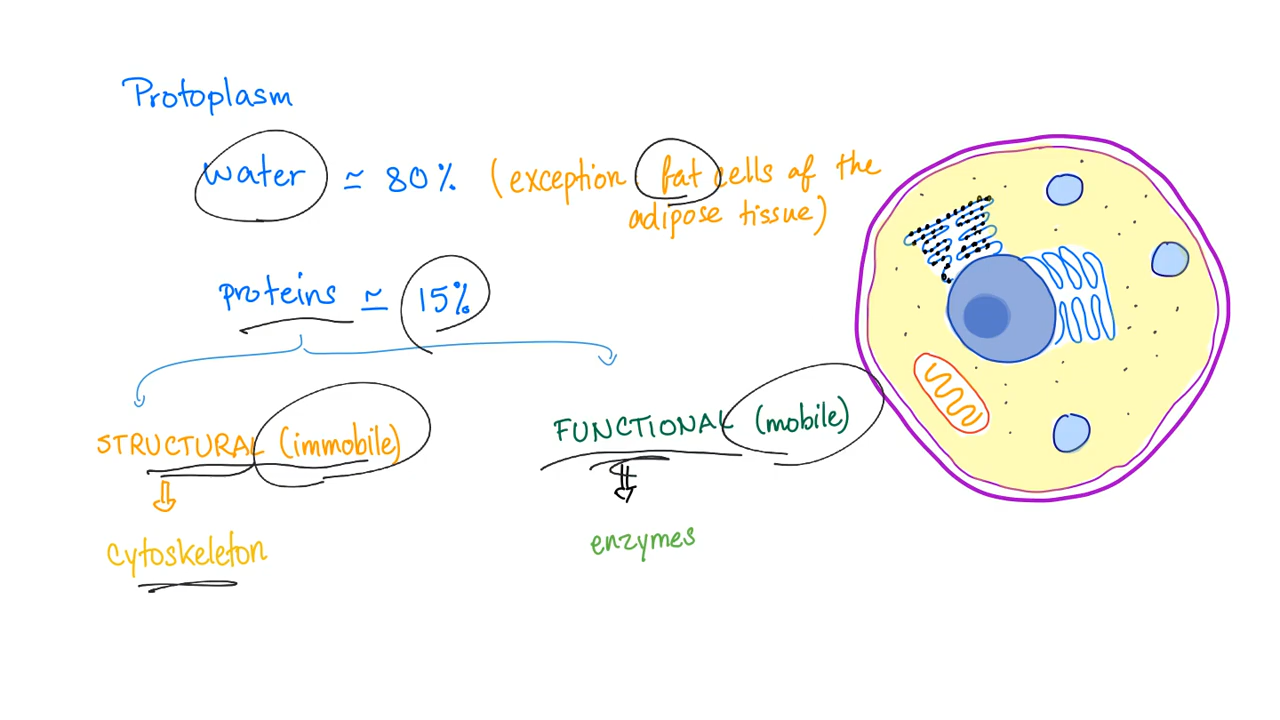 Protoplasm
water ≃ 80% (exception fat cells of the
adipose tissue)
proteins ≃ 15%
STRUCTURAL (immobile)
FUNCTIONAL (mobile)
cytoskeleton
enzymes